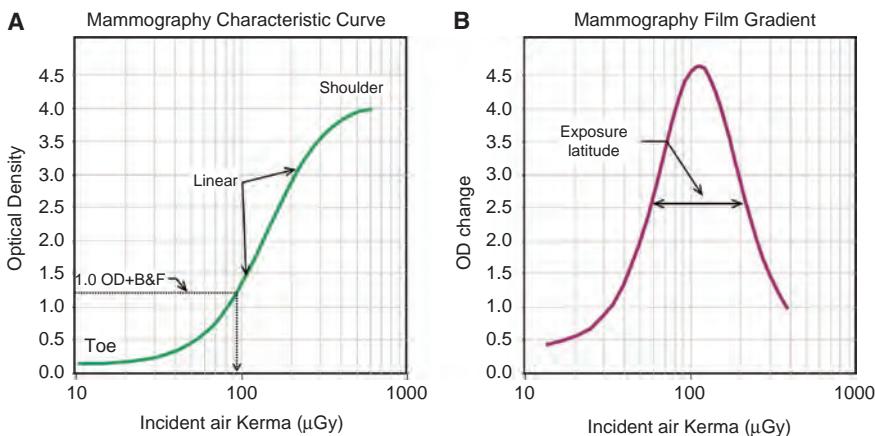 A
Mammography Characteristic Curve
Optical Density
4.5
4.0
3.5
3.0
2.5
2.0
1.5
1.0
0.5
0.0
Shoulder
Linear
1.0 OD+B&F
Toe
10
100
1000
Incident air Kerma (μGy)
B
Mammography Film Gradient
OD change
4.5
4.0
3.5
3.0
2.5
2.0
1.5
1.0
0.5
0.0
Exposure
latitude
10
100
1000
Incident air Kerma (μGy)